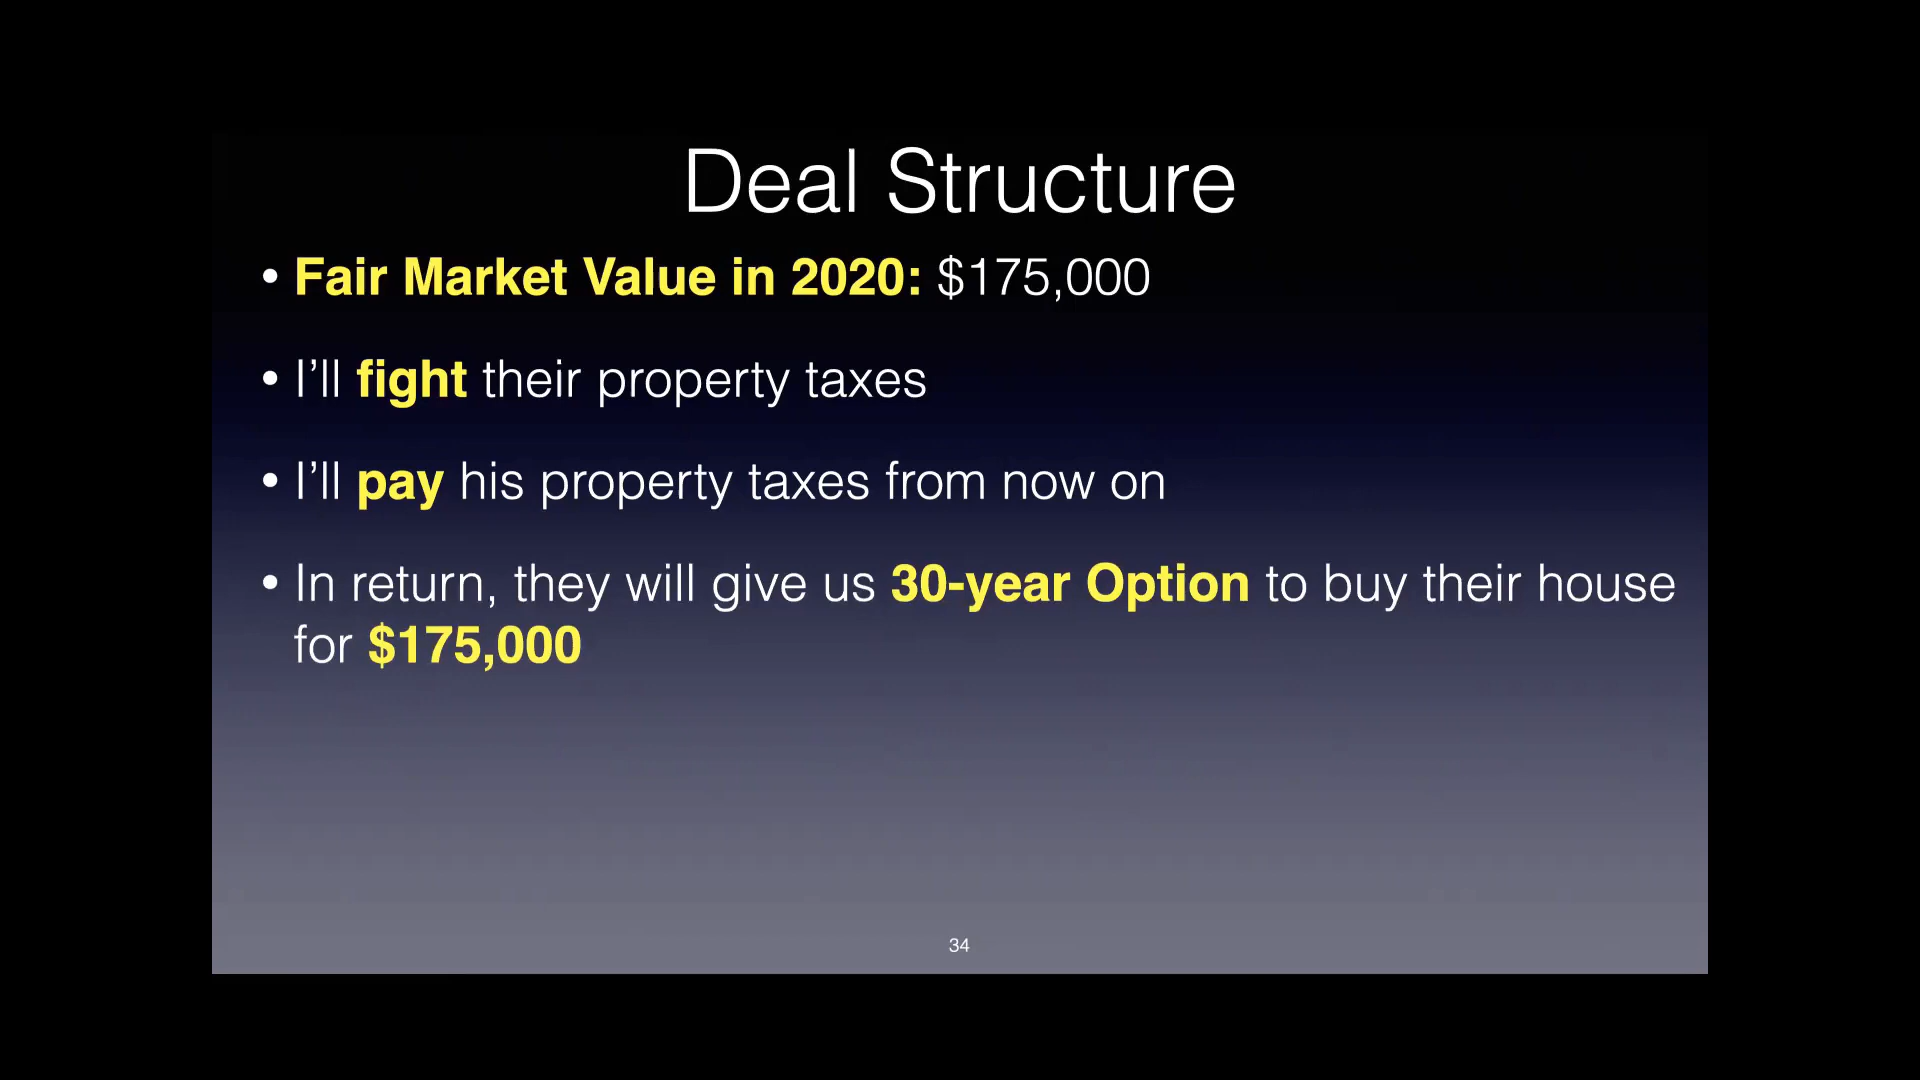 Deal Structure
• Fair Market Value in 2020: $175,000
• I’ll fight their property taxes
• I’ll pay his property taxes from now on
• In return, they will give us 30-year Option to buy their house
for $175,000
34